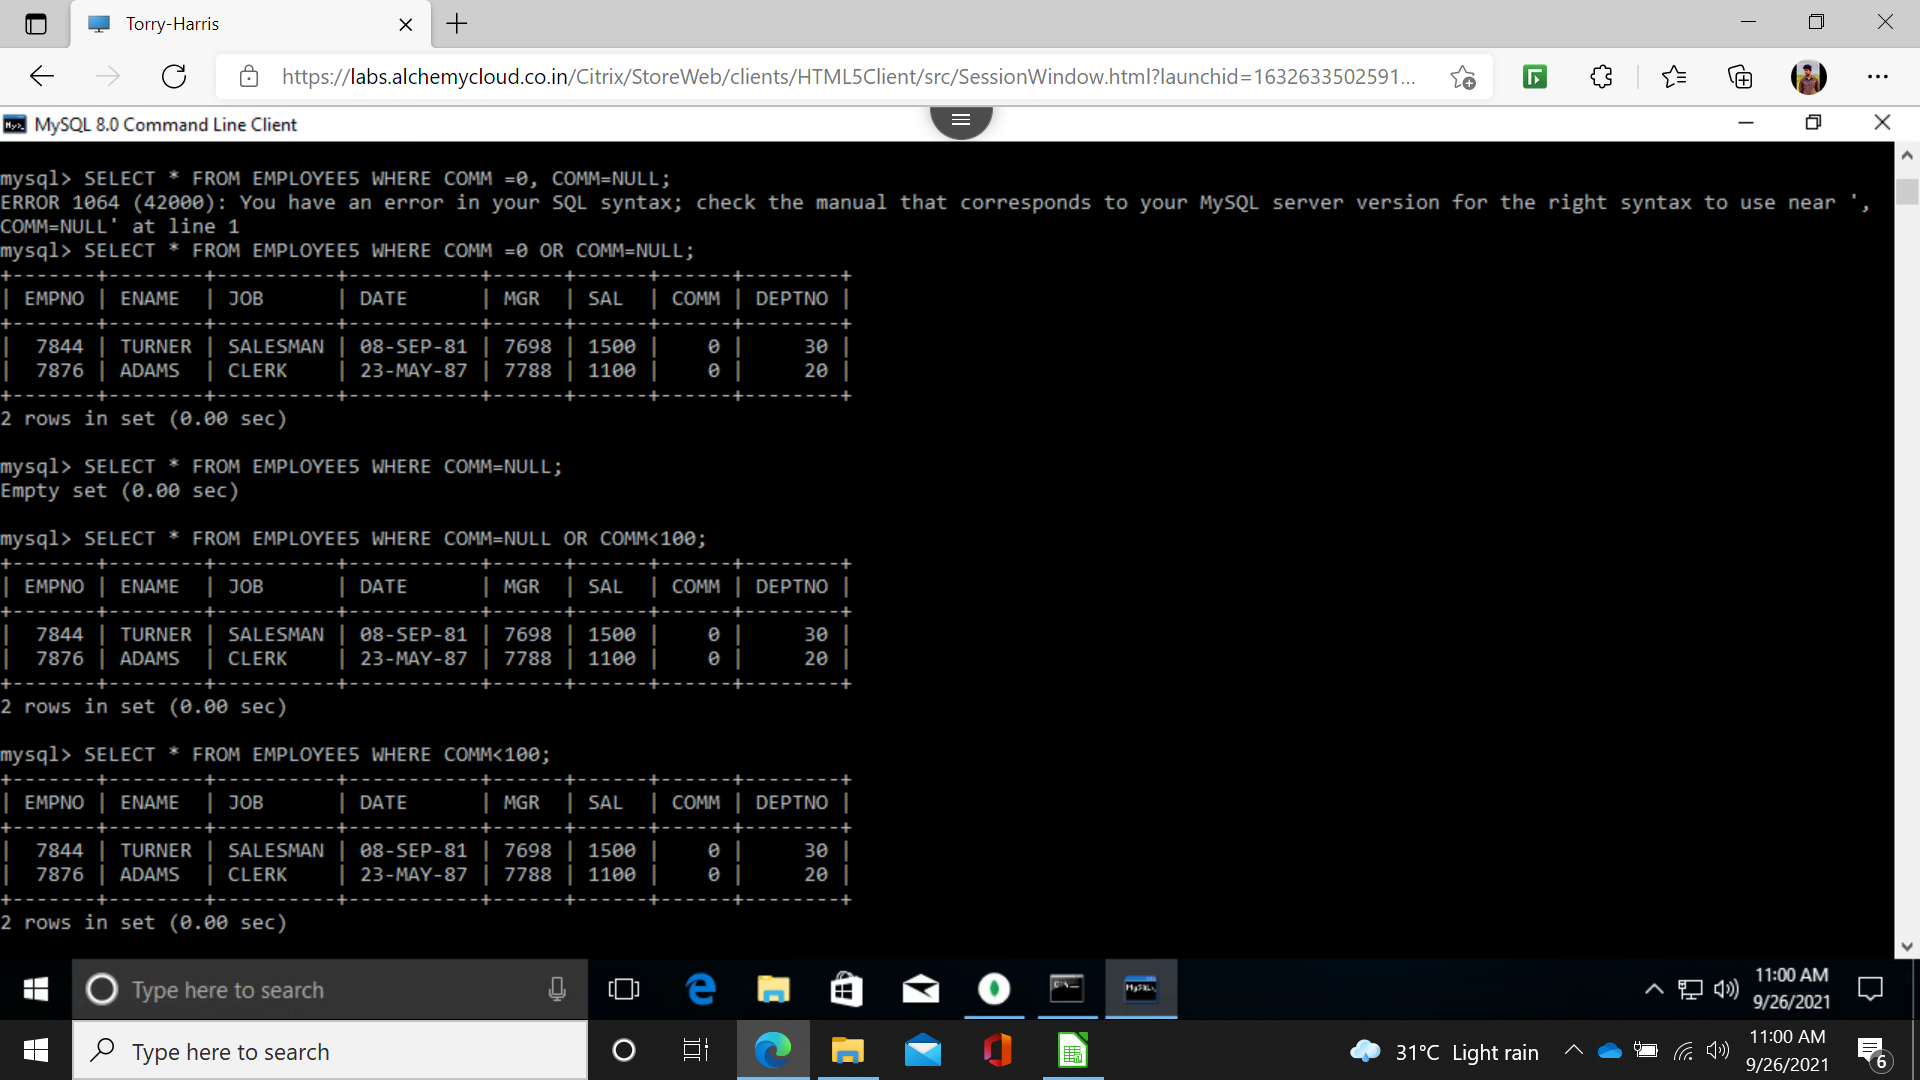 Torry-Harris
https://labs.alchemycloud.co.in/Citrix/StoreWeb/clients/HTML5Client/src/SessionWindow.html?launchid=1632633502591...
MySQL 8.0 Command Line Client
mysql> SELECT * FROM EMPLOYEE5 WHERE COMM =0, COMM=NULL;
ERROR 1064 (42000): You have an error in your SQL syntax; check the manual that corresponds to your MySQL server version for the right syntax to use near ',
COMM=NULL' at line 1
mysql> SELECT * FROM EMPLOYEE5 WHERE COMM =0 OR COMM=NULL;
+-------+--------+----------+-----------+------+------+------+--------+
| EMPNO | ENAME  | JOB      | DATE      | MGR  | SAL  | COMM | DEPTNO |
+-------+--------+----------+-----------+------+------+------+--------+
|  7844 | TURNER | SALESMAN | 08-SEP-81 | 7698 | 1500 |    0 |     30 |
|  7876 | ADAMS  | CLERK    | 23-MAY-87 | 7788 | 1100 |    0 |     20 |
+-------+--------+----------+-----------+------+------+------+--------+
2 rows in set (0.00 sec)
mysql> SELECT * FROM EMPLOYEE5 WHERE COMM=NULL;
Empty set (0.00 sec)
mysql> SELECT * FROM EMPLOYEE5 WHERE COMM=NULL OR COMM<100;
+-------+--------+----------+-----------+------+------+------+--------+
| EMPNO | ENAME  | JOB      | DATE      | MGR  | SAL  | COMM | DEPTNO |
+-------+--------+----------+-----------+------+------+------+--------+
|  7844 | TURNER | SALESMAN | 08-SEP-81 | 7698 | 1500 |    0 |     30 |
|  7876 | ADAMS  | CLERK    | 23-MAY-87 | 7788 | 1100 |    0 |     20 |
+-------+--------+----------+-----------+------+------+------+--------+
2 rows in set (0.00 sec)
mysql> SELECT * FROM EMPLOYEE5 WHERE COMM<100;
+-------+--------+----------+-----------+------+------+------+--------+
| EMPNO | ENAME  | JOB      | DATE      | MGR  | SAL  | COMM | DEPTNO |
+-------+--------+----------+-----------+------+------+------+--------+
|  7844 | TURNER | SALESMAN | 08-SEP-81 | 7698 | 1500 |    0 |     30 |
|  7876 | ADAMS  | CLERK    | 23-MAY-87 | 7788 | 1100 |    0 |     20 |
+-------+--------+----------+-----------+------+------+------+--------+
2 rows in set (0.00 sec)
Type here to search
11:00 AM
9/26/2021
Type here to search
31°C Light rain
11:00 AM
9/26/2021
6